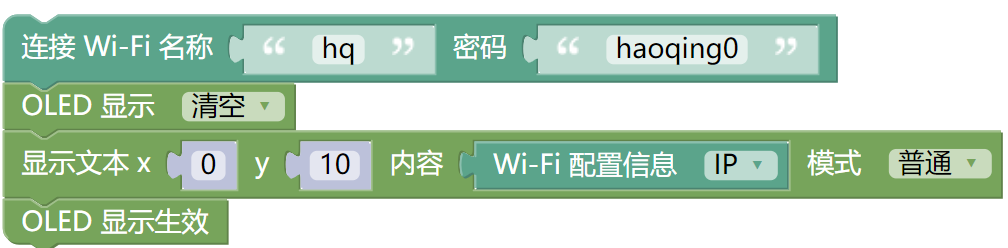 连接 Wi-Fi 名称 “ hq ” 密码 “ haoqing0 ”
OLED 显示 清空
显示文本 x 0 y 10 内容 Wi-Fi 配置信息 IP 模式 普通
OLED 显示生效